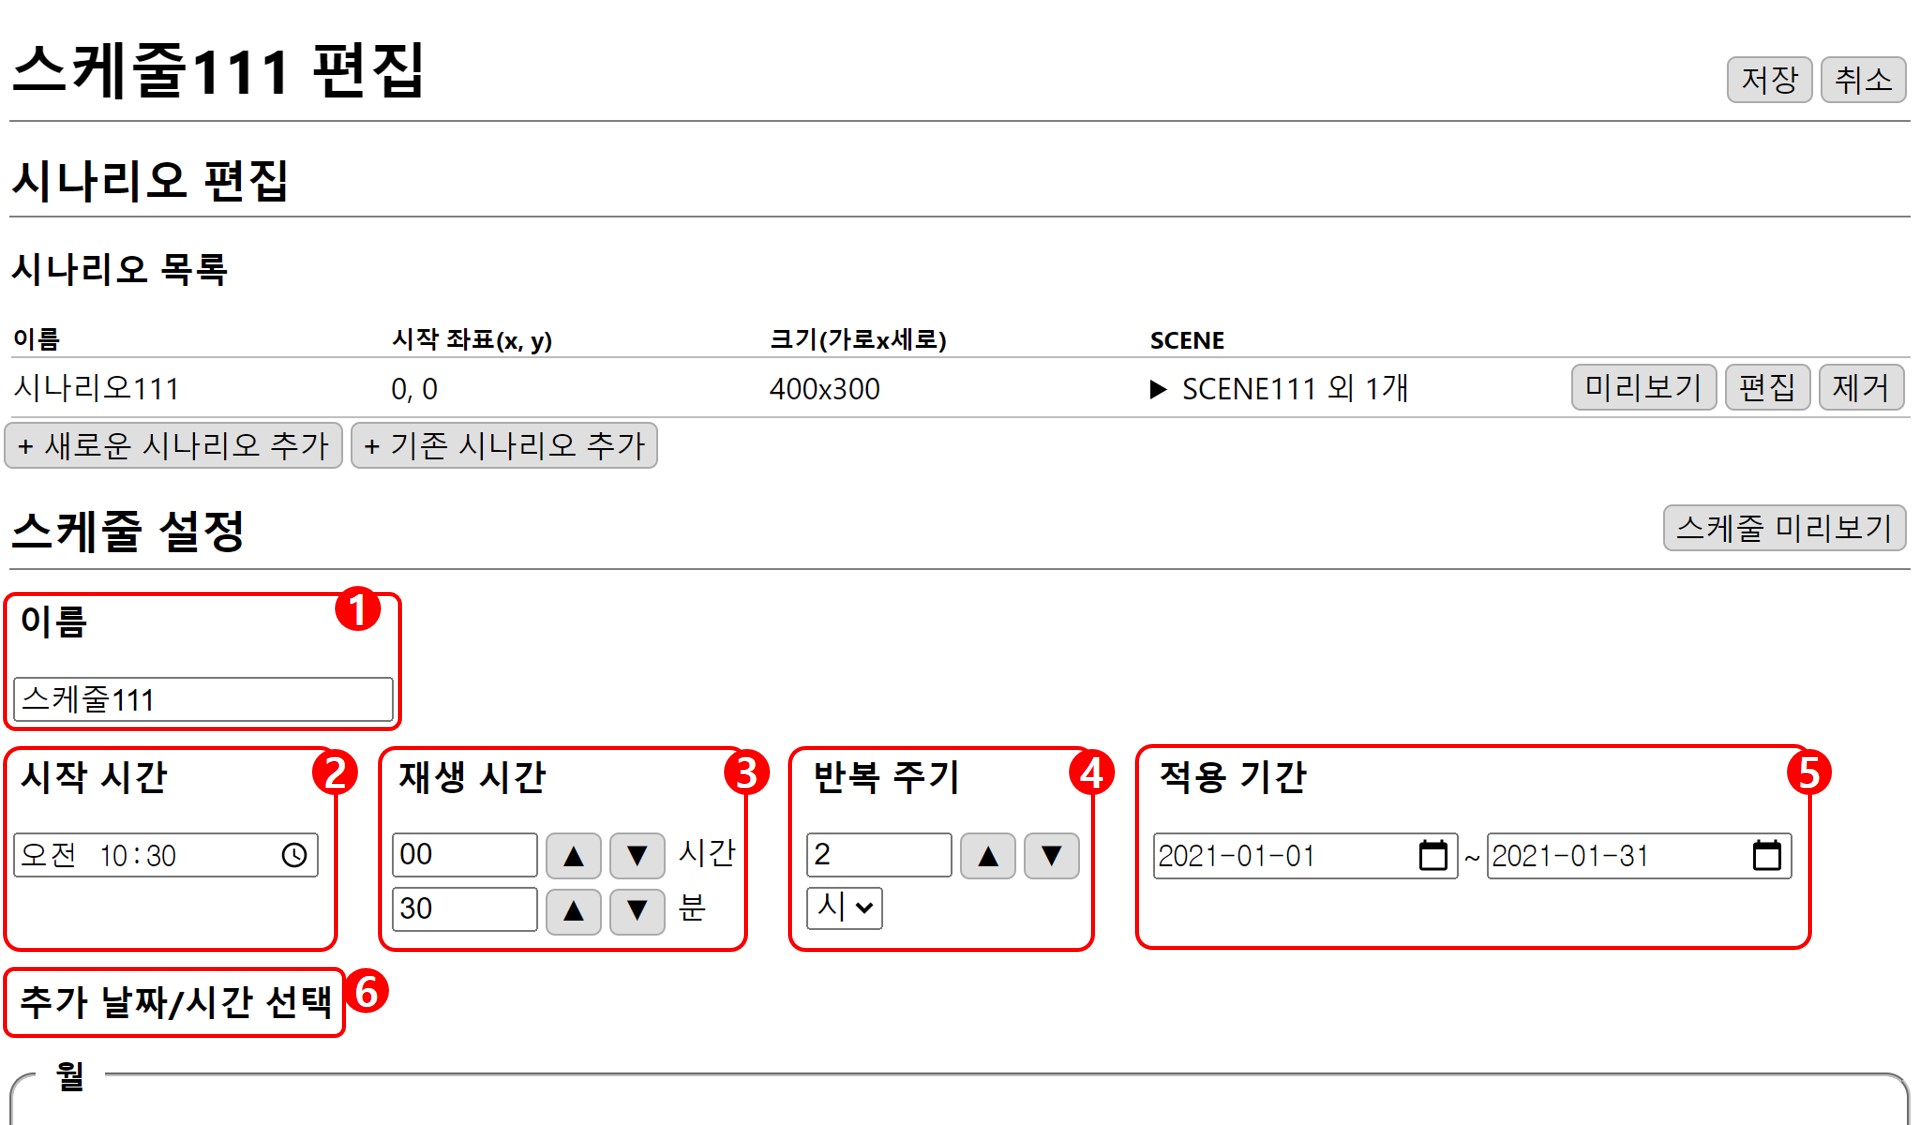 스케줄111 편집
저장 취소
시나리오 편집
시나리오 목록
이름 시작 좌표(x, y) 크기(가로x세로) SCENE
시나리오111 0, 0 400x300 ▶ SCENE111 외 1개 미리보기 편집 제거
+ 새로운 시나리오 추가 + 기존 시나리오 추가
스케줄 설정 스케줄 미리보기
이름 1
스케줄111
시작 시간 2 재생 시간 3 반복 주기 4 적용 기간 5
오전 10:30 00 ▲ ▼ 시간 2 ▲ ▼ 2021-01-01 ~ 2021-01-31
30 ▲ ▼ 분 시
추가 날짜/시간 선택 6
월